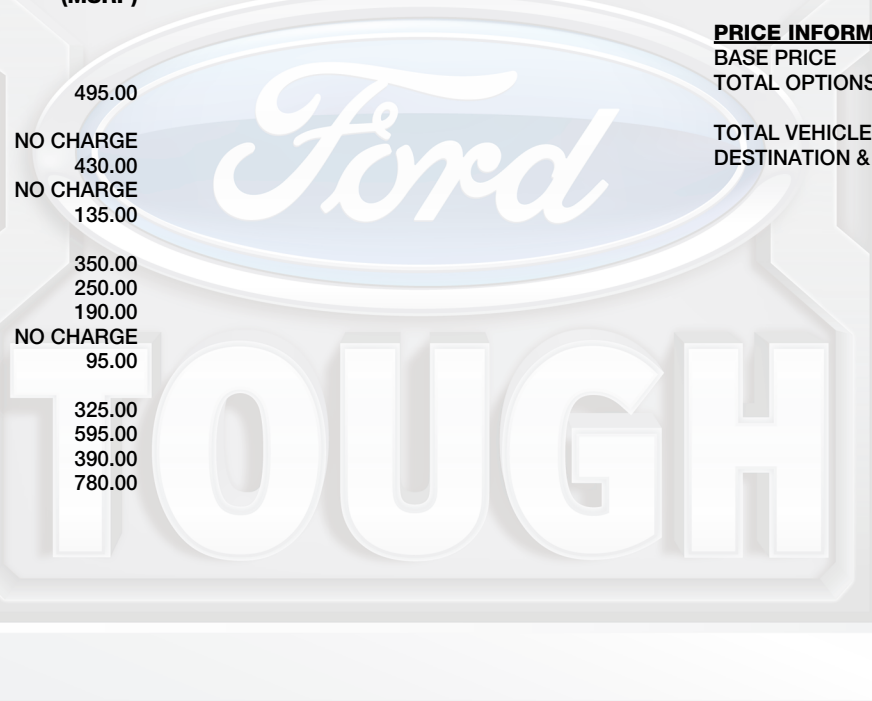 (MSRP)
495.00
NO CHARGE
430.00
NO CHARGE
135.00
350.00
250.00
190.00
NO CHARGE
95.00
325.00
595.00
390.00
780.00
PRICE INFORM
BASE PRICE
TOTAL OPTIONS
TOTAL VEHICLE
DESTINATION &
Ford
TOUGH